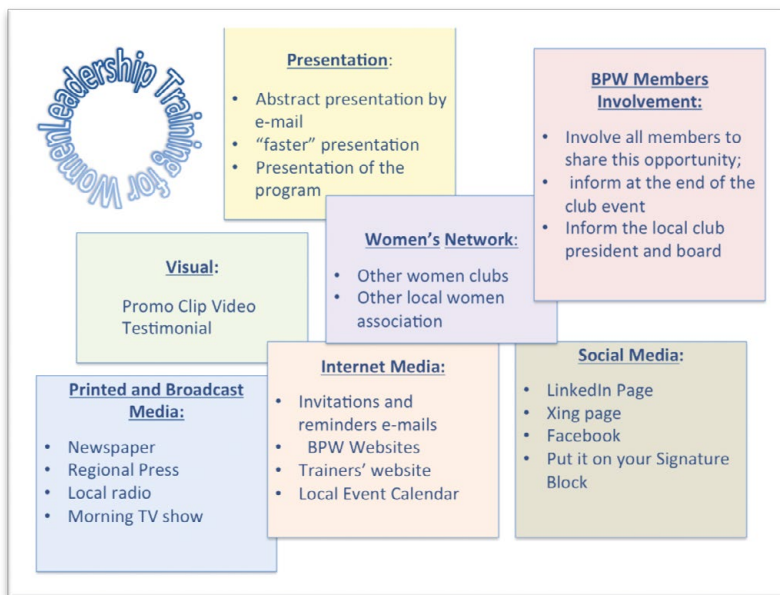 Leadership Training for Women
Presentation:
• Abstract presentation by
e-mail
• “faster” presentation
• Presentation of the
program
BPW Members
Involvement:
• Involve all members to
share this opportunity;
• inform at the end of the
club event
• Inform the local club
president and board
Women’s Network:
• Other women clubs
• Other local women
association
Visual:
Promo Clip Video
Testimonial
Printed and Broadcast
Media:
• Newspaper
• Regional Press
• Local radio
• Morning TV show
Internet Media:
• Invitations and
reminders e-mails
• BPW Websites
• Trainers’ website
• Local Event Calendar
Social Media:
• LinkedIn Page
• Xing page
• Facebook
• Put it on your Signature
Block